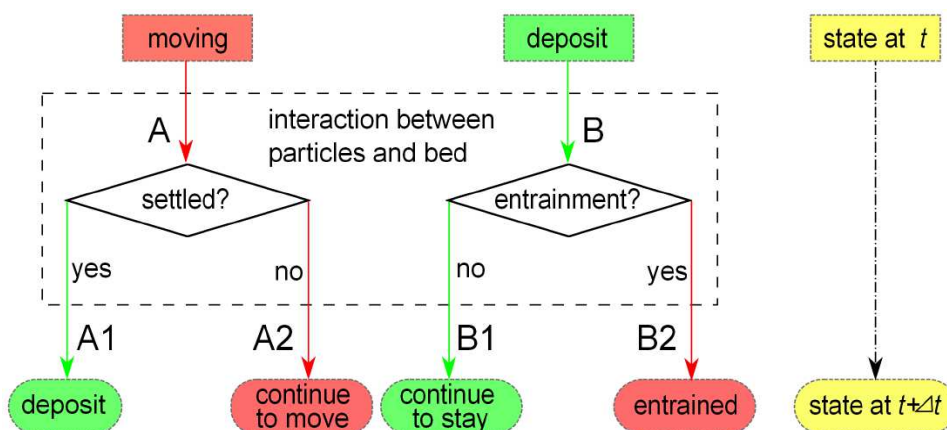 moving
deposit
state at t
A
interaction between
particles and bed
B
settled?
entrainment?
yes
no
no
yes
A1
A2
B1
B2
deposit
continue
to move
continue
to stay
entrained
state at t+Δt